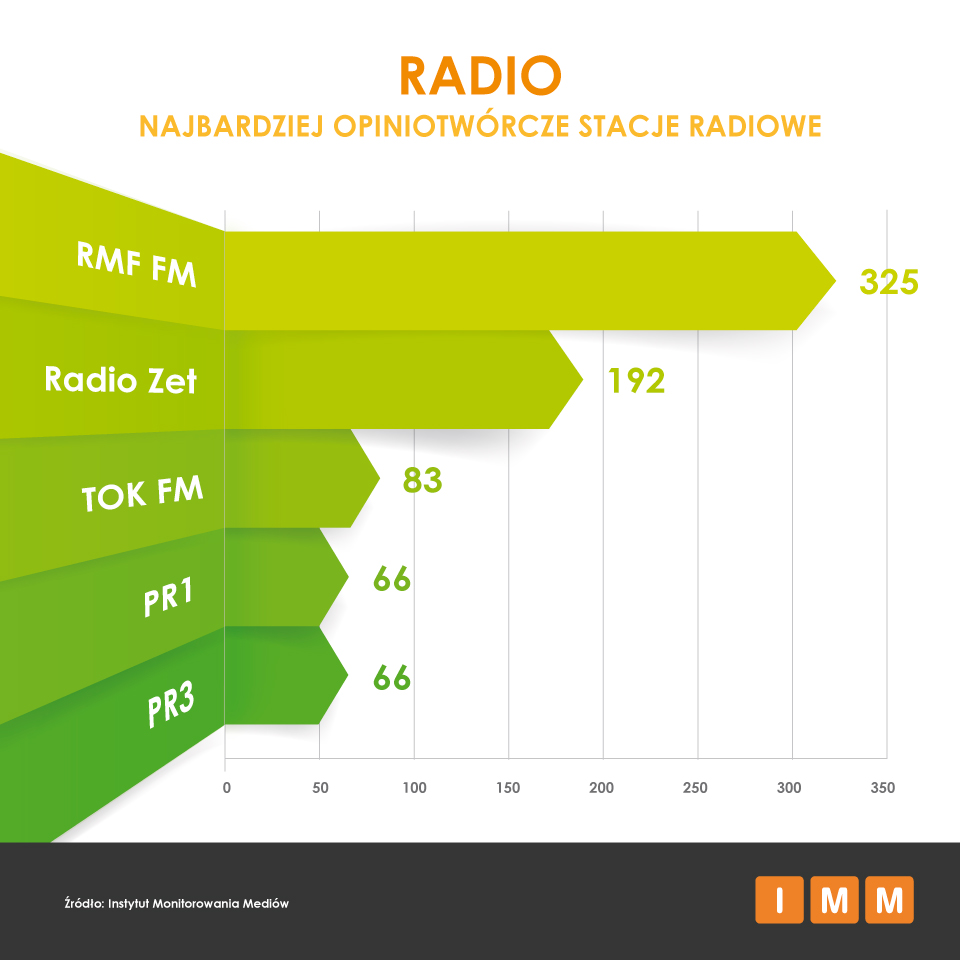 RADIO
NAJBARDZIEJ OPINIOTWÓRCZE STACJE RADIOWE
RMF FM
325
Radio Zet
192
TOK FM
83
PR1
66
PR3
66
0 50 100 150 200 250 300 350
Źródło: Instytut Monitorowania Mediów
IMM